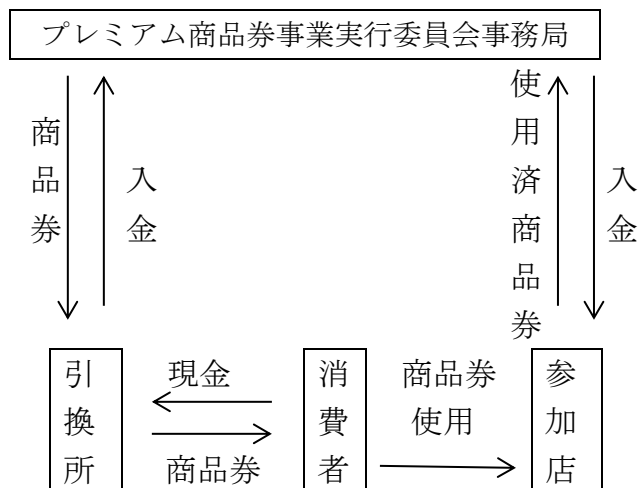 プレミアム商品券事業実行委員会事務局
商品券
入金
使用済商品券
入金
引換所
現金
商品券
消費者
商品券
使用
参加店